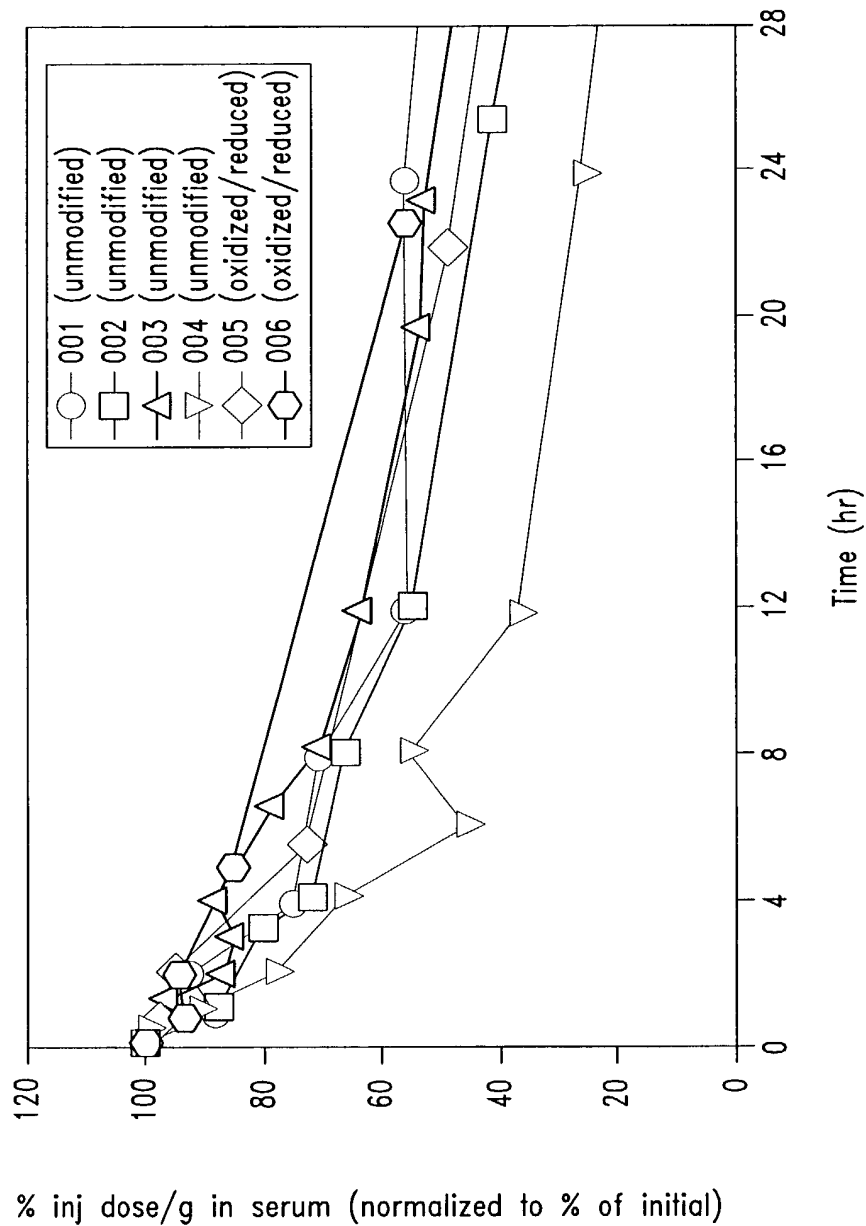 % inj dose/g in serum (normalized to % of initial)
120
100
80
60
40
20
0
001 (unmodified)
002 (unmodified)
003 (unmodified)
004 (unmodified)
005 (oxidized/reduced)
006 (oxidized/reduced)
0
4
8
12
16
20
24
28
Time (hr)